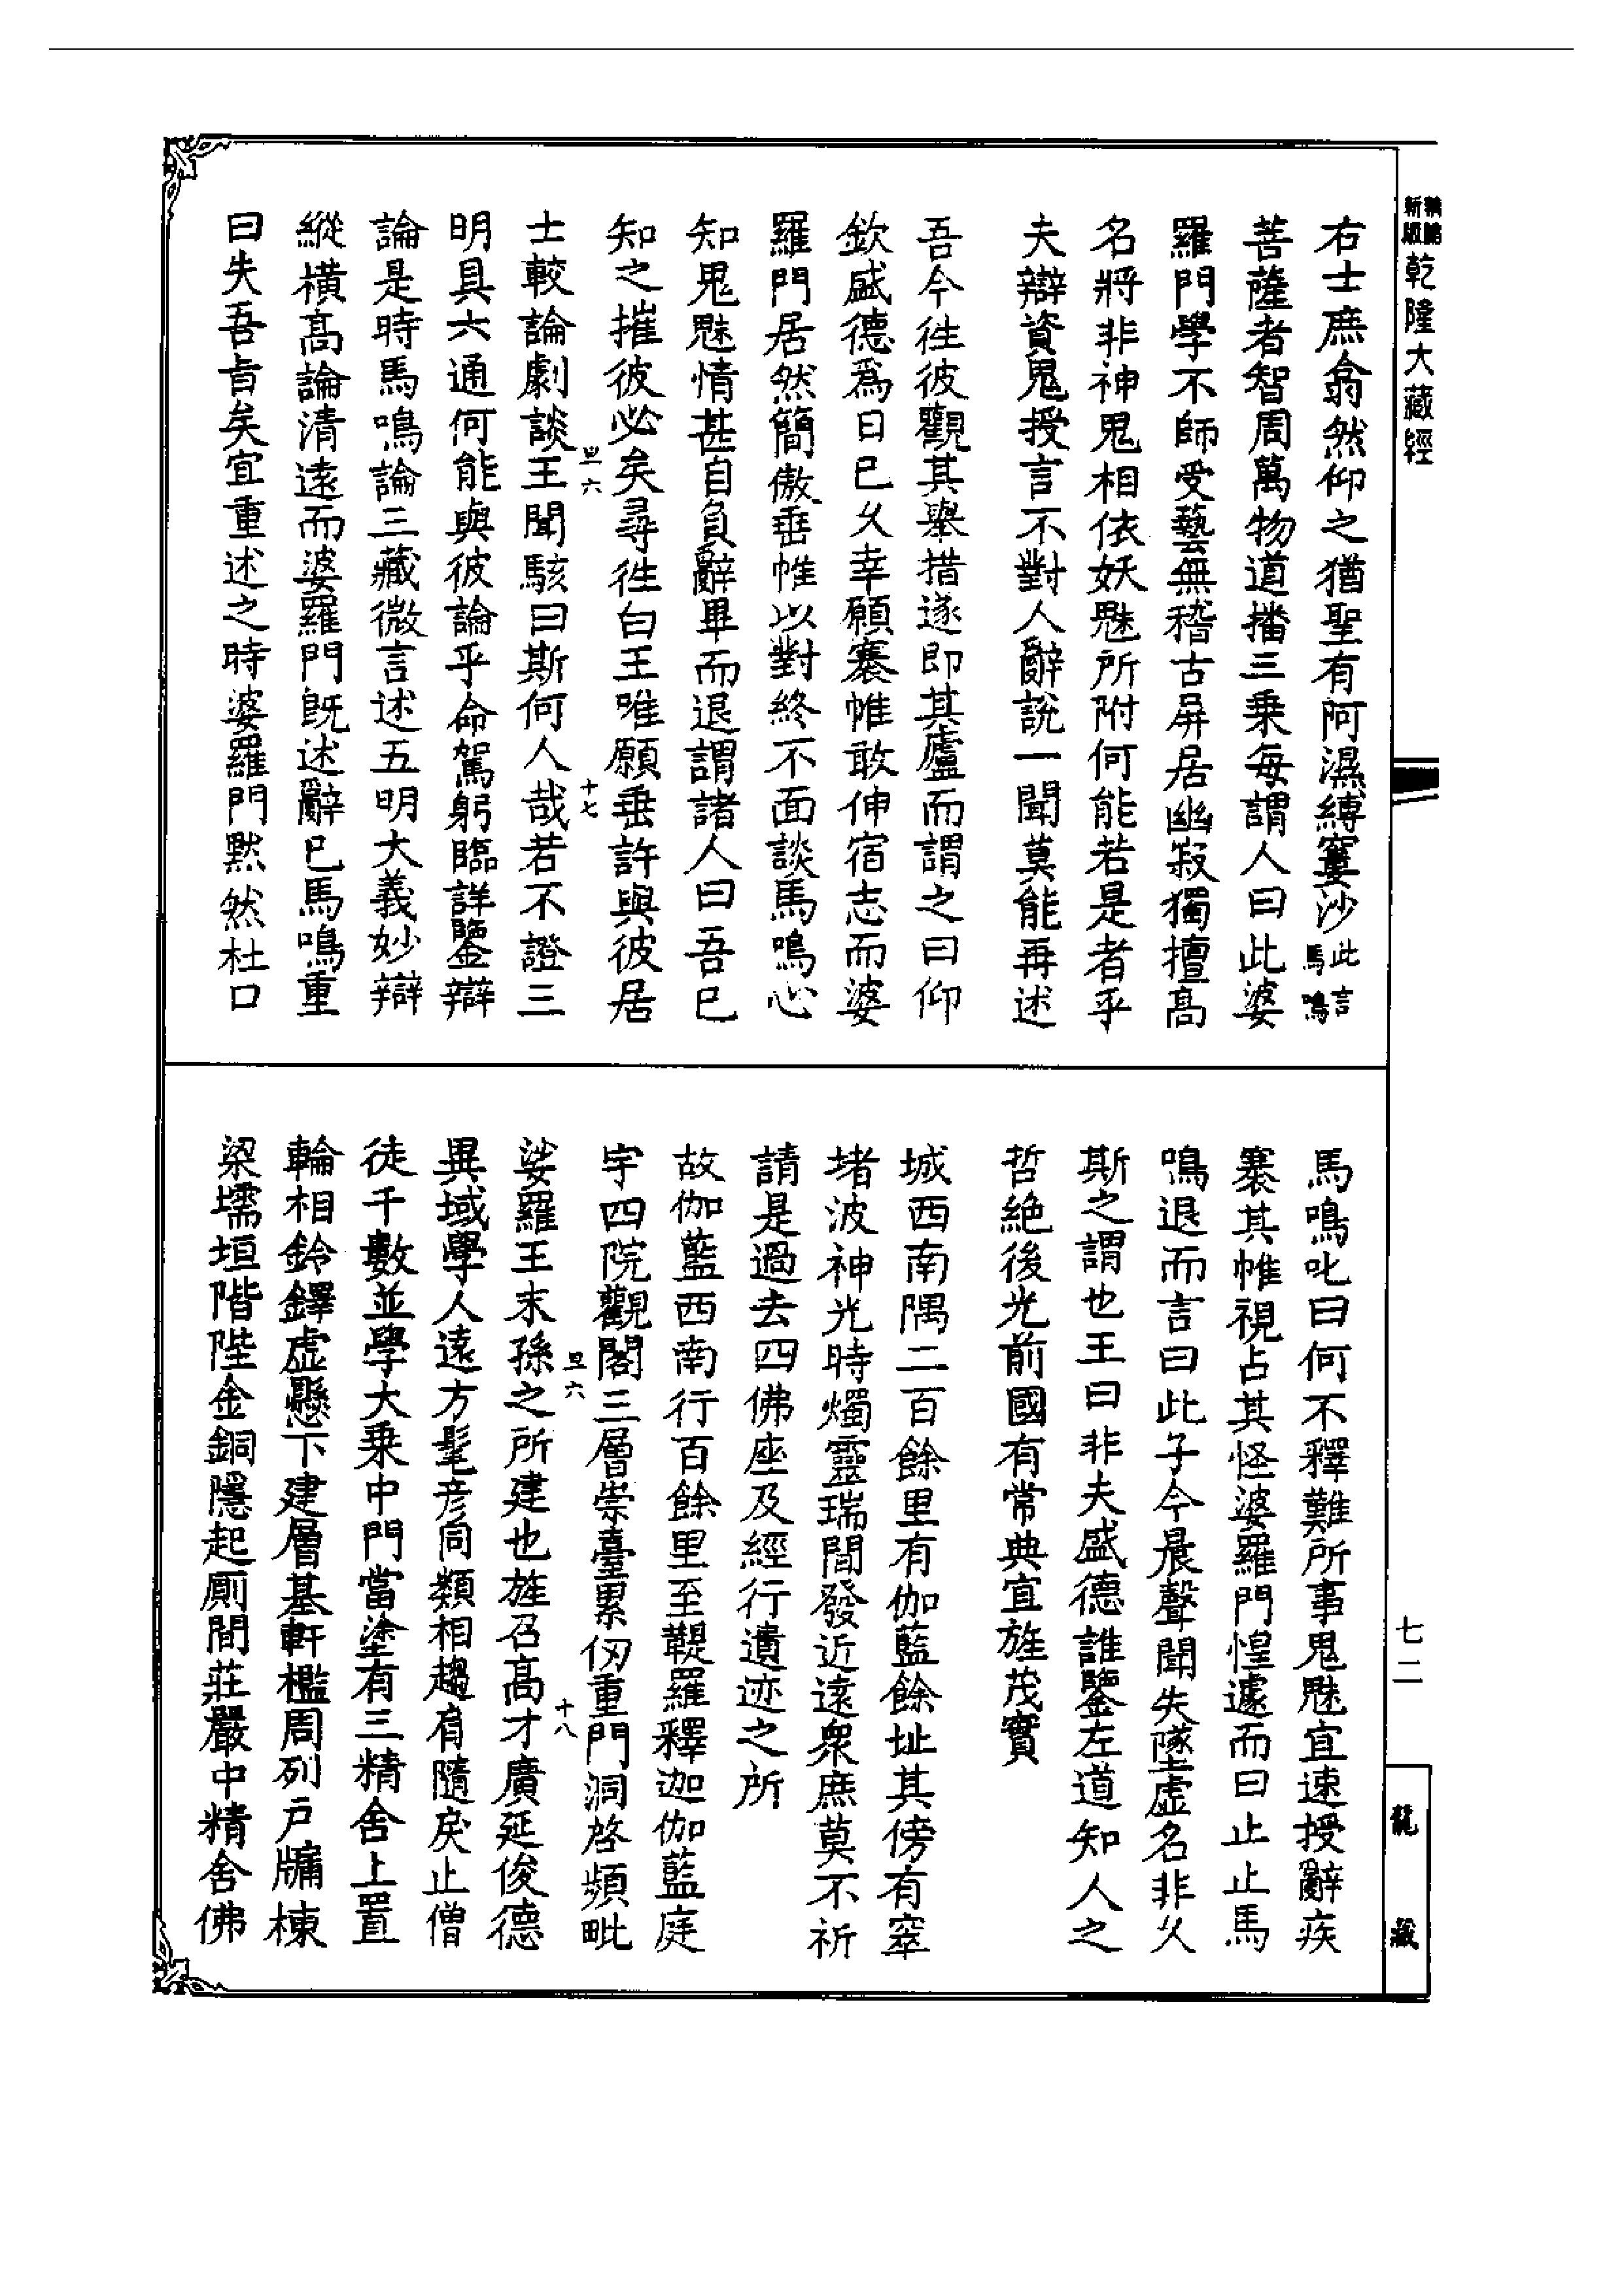 乾隆大藏經
右士庶翕然仰之猶聖有阿濕縛窶沙此言馬鳴
菩薩者智周萬物道播三乘每謂人曰此婆
羅門學不師受藝無稽古屏居幽寂獨擅高
名將非神鬼相依妖魅所附何能若是者乎
夫辯資鬼授言不對人辭說一聞莫能再述
吾今往彼觀其舉措遂即其廬而謂之曰仰
欽盛德為日已久幸願褰帷敢伸宿志而婆
羅門居然簡傲垂帷以對終不面談馬鳴心
知鬼魅情甚自負辭畢而退謂諸人曰吾已
知之摧彼必矣尋往白王唯願垂許與彼居
士較論劇談王聞駭曰斯何人哉若不證三
明具六通何能與彼論乎命駕躬臨詳鑒辯
論是時馬鳴論三藏微言述五明大義妙辯
縱橫高論清遠而婆羅門既述辭已馬鳴重
曰失吾旨矣宜重述之時婆羅門默然杜口
馬鳴叱曰何不釋難所事鬼魅宜速授辭疾
褰其帷視占其怪婆羅門惶遽而曰止止馬
鳴退而言曰此子今晨聲聞失墜虛名非久
斯之謂也王曰非夫盛德誰鑒左道知人之
哲絕後光前國有常典宜旌茂實
城西南隅二百餘里有伽藍餘址其傍有窣
堵波神光時燭靈瑞間發近遠眾庶莫不祈
請是過去四佛座及經行遺迹之所
故伽藍西南行百餘里至鞮羅釋迦伽藍庭
宇四院觀閣三層崇臺累仞重門洞啓頻毗
娑羅王末孫之所建也旌召高才廣延俊德
異域學人遠方髦彥同類相趨肩隨戾止僧
徒千數並學大乘中門當塗有三精舍上置
輪相鈴鐸虛懸下建層基軒檻周列戶牖棟
梁壖垣階陛金銅隱起廁間莊嚴中精舍佛
七二
龍藏